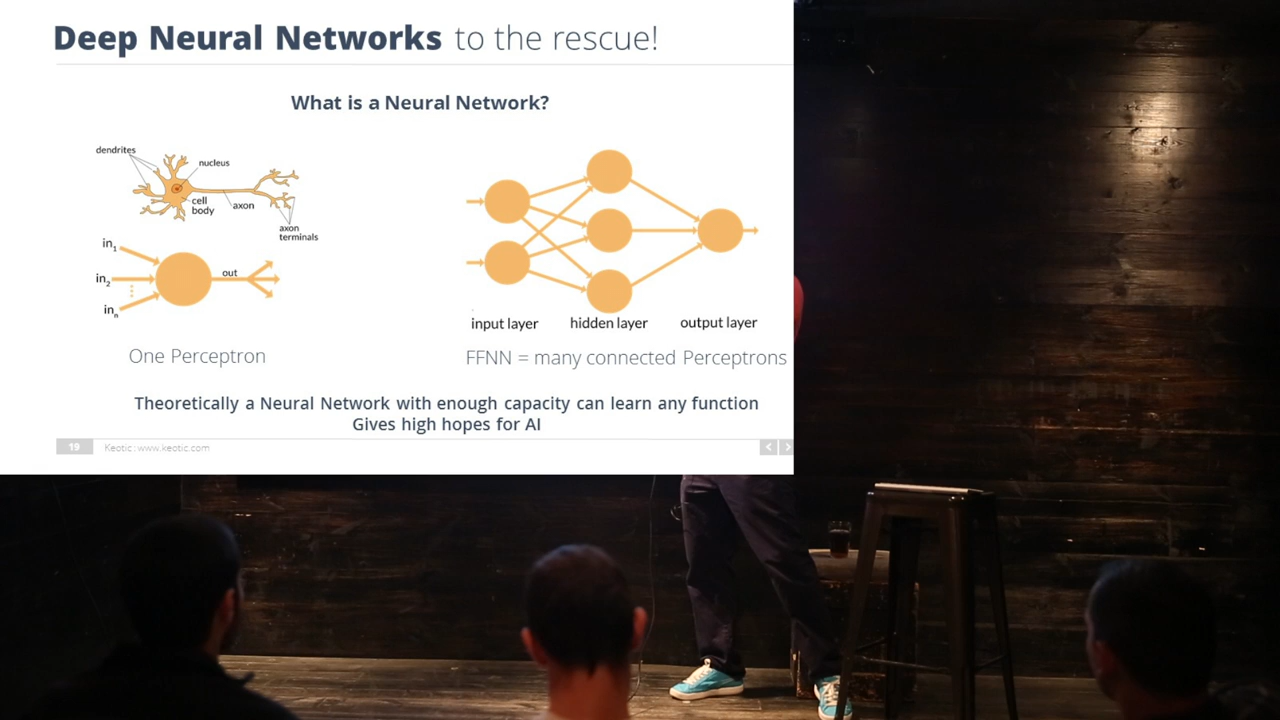 Deep Neural Networks to the rescue!
What is a Neural Network?
dendrites
nucleus
cell
body
axon
axon
terminals
in1
in2
inn
out
One Perceptron
input layer
hidden layer
output layer
FFNN = many connected Perceptrons
Theoretically a Neural Network with enough capacity can learn any function
Gives high hopes for AI
19
Keotic : www.keotic.com